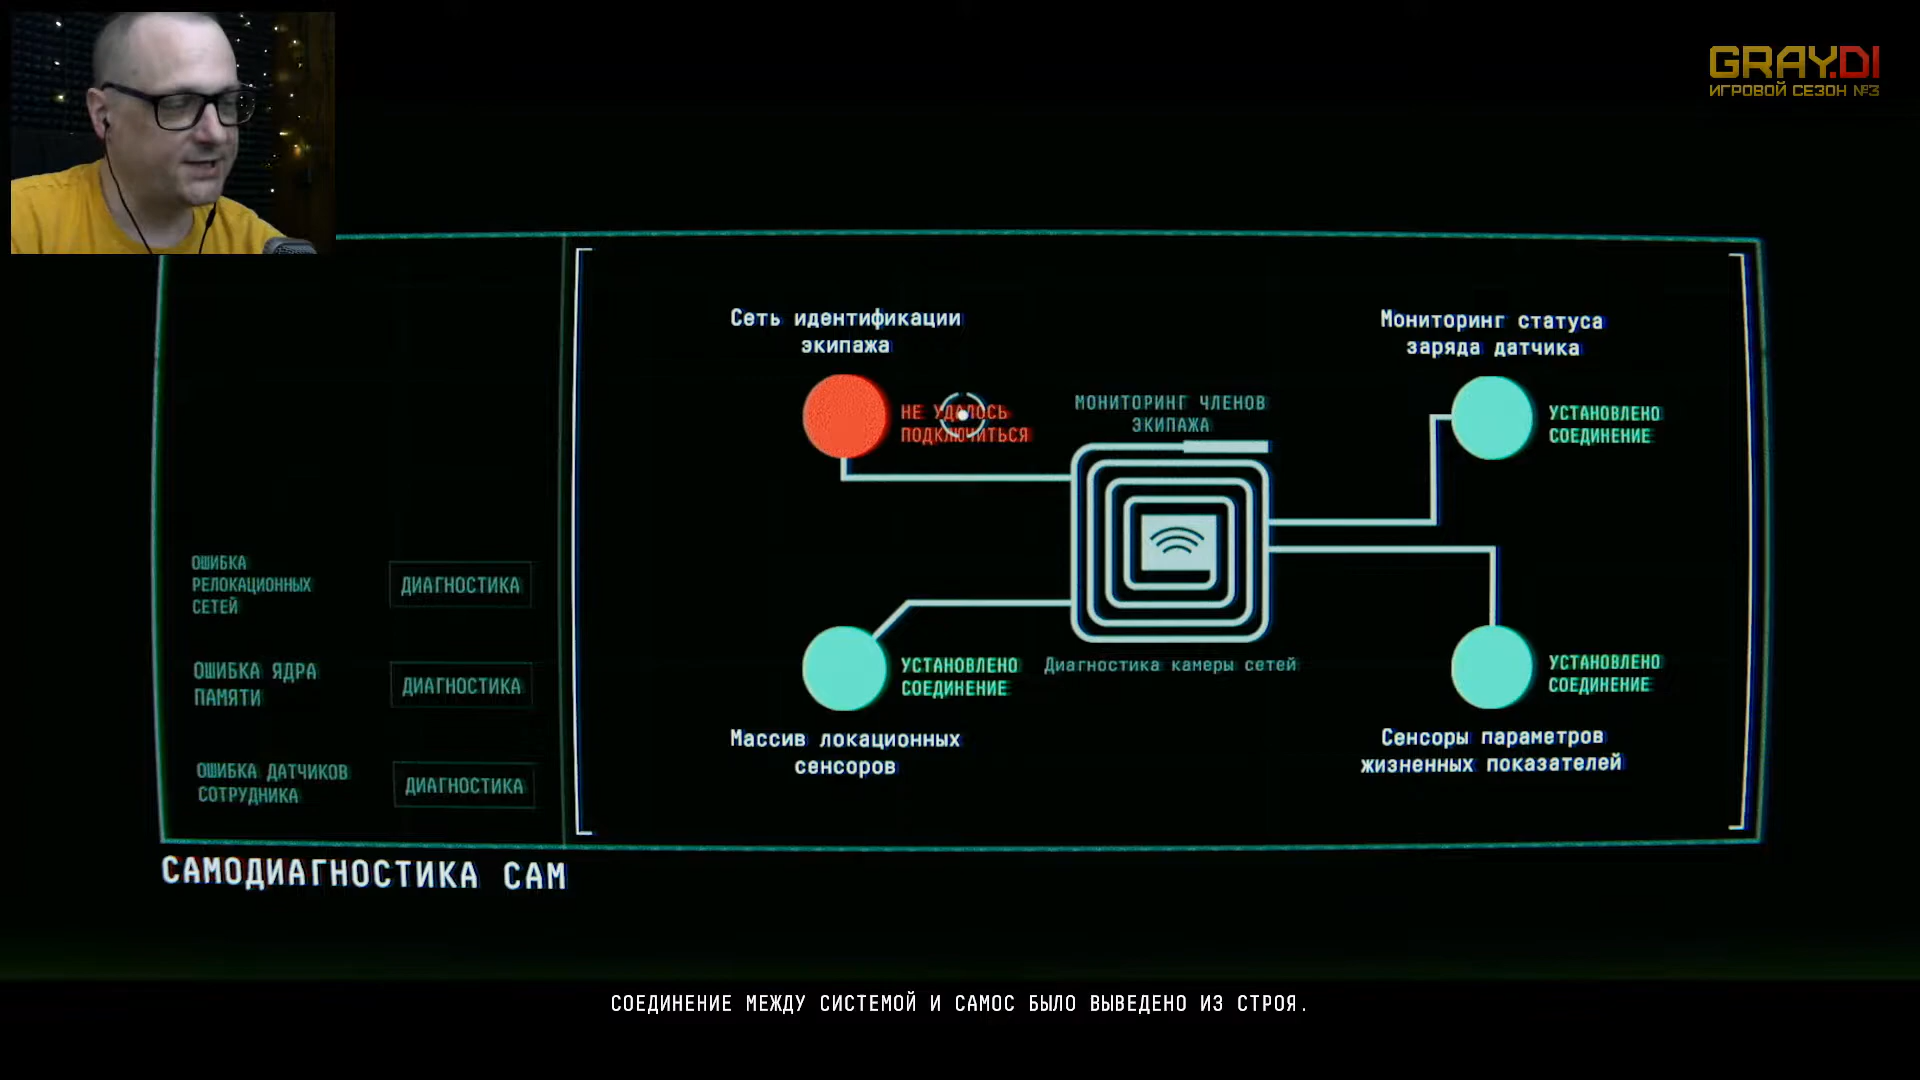 GRAY.DI
ИГРОВОЙ СЕЗОН №3
Сеть идентификации
экипажа
НЕ УДАЛОСЬ
ПОДКЛЮЧИТЬСЯ
МОНИТОРИНГ ЧЛЕНОВ
ЭКИПАЖА
Мониторинг статуса
заряда датчика
УСТАНОВЛЕНО
СОЕДИНЕНИЕ
ОШИБКА
РЕЛОКАЦИОННЫХ
СЕТЕЙ
ДИАГНОСТИКА
ОШИБКА ЯДРА
ПАМЯТИ
ДИАГНОСТИКА
ОШИБКА ДАТЧИКОВ
СОТРУДНИКА
ДИАГНОСТИКА
УСТАНОВЛЕНО
СОЕДИНЕНИЕ
Массив локационных
сенсоров
Диагностика камеры сетей
УСТАНОВЛЕНО
СОЕДИНЕНИЕ
Сенсоры параметров
жизненных показателей
САМОДИАГНОСТИКА САМ
СОЕДИНЕНИЕ МЕЖДУ СИСТЕМОЙ И САМОС БЫЛО ВЫВЕДЕНО ИЗ СТРОЯ.